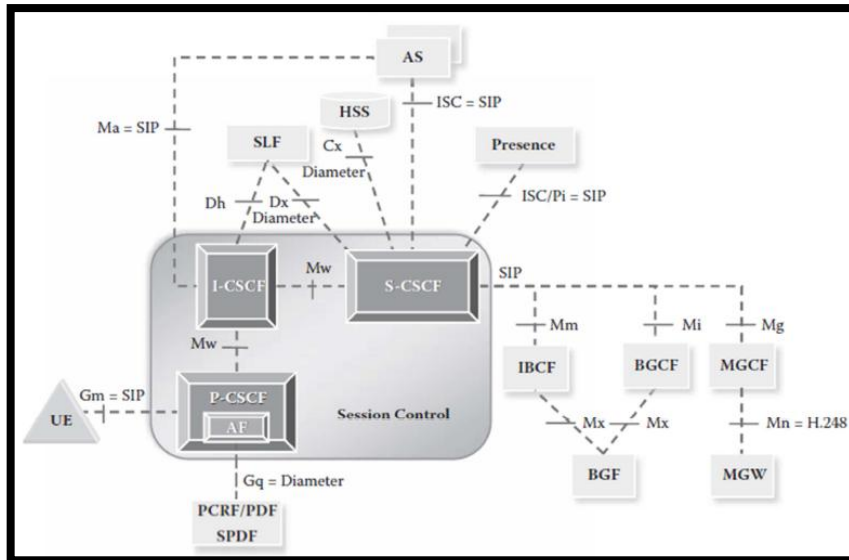 AS
ISC = SIP
HSS
Ma = SIP
SLF
Cx
Diameter
Presence
Dh
Dx
Diameter
ISC/Pi = SIP
I-CSCF
Mw
S-CSCF
SIP
Mw
Mm
Mi
Mg
IBCF
BGCF
MGCF
Gm = SIP
P-CSCF
UE
AF
Session Control
Mx
Mx
Mn = H.248
Gq = Diameter
BGF
MGW
PCRF/PDF
SPDF